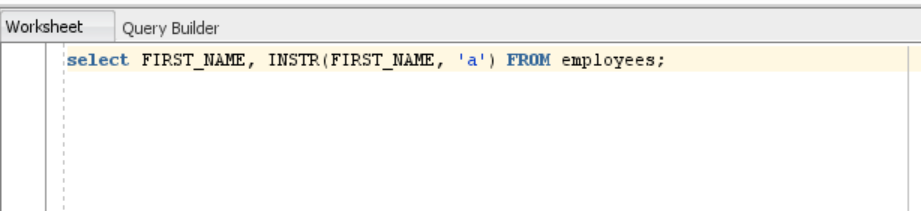 Worksheet Query Builder
select FIRST_NAME, INSTR(FIRST_NAME, 'a') FROM employees;